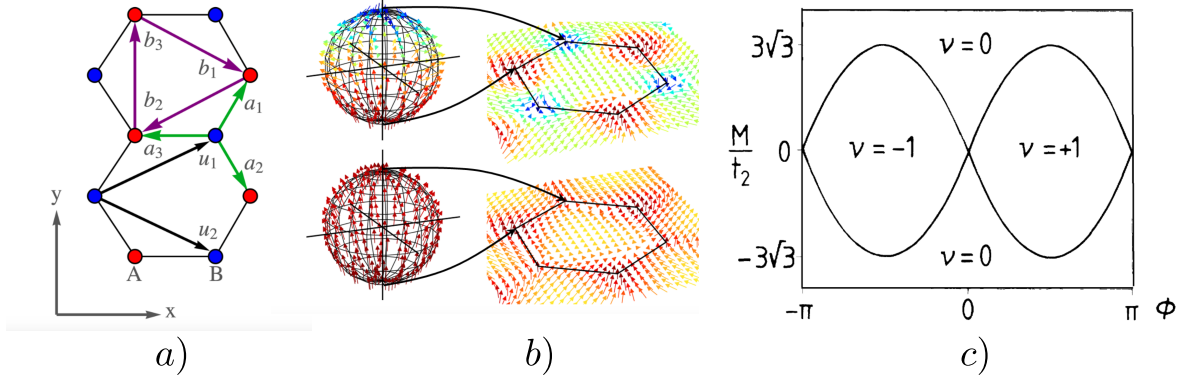 b₃
b₁
b₂
a₁
a₃
u₁
a₂
y
u₂
A
B
x
a)
b)
3√3
ν=0
M/t₂
0
ν=-1
ν=+1
-3√3
ν=0
-π
0
π
Φ
c)